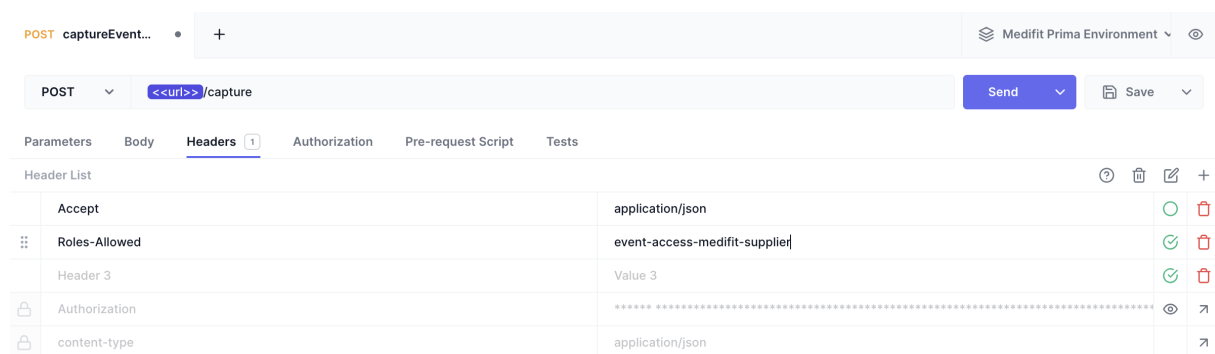 POST captureEvent... • +
Medifit Prima Environment
POST <<url>>/capture
Send Save
Parameters Body Headers 1 Authorization Pre-request Script Tests
Header List
Accept application/json
Roles-Allowed event-access-medifit-supplier
Header 3 Value 3
Authorization ****** ******************************************************************************
content-type application/json